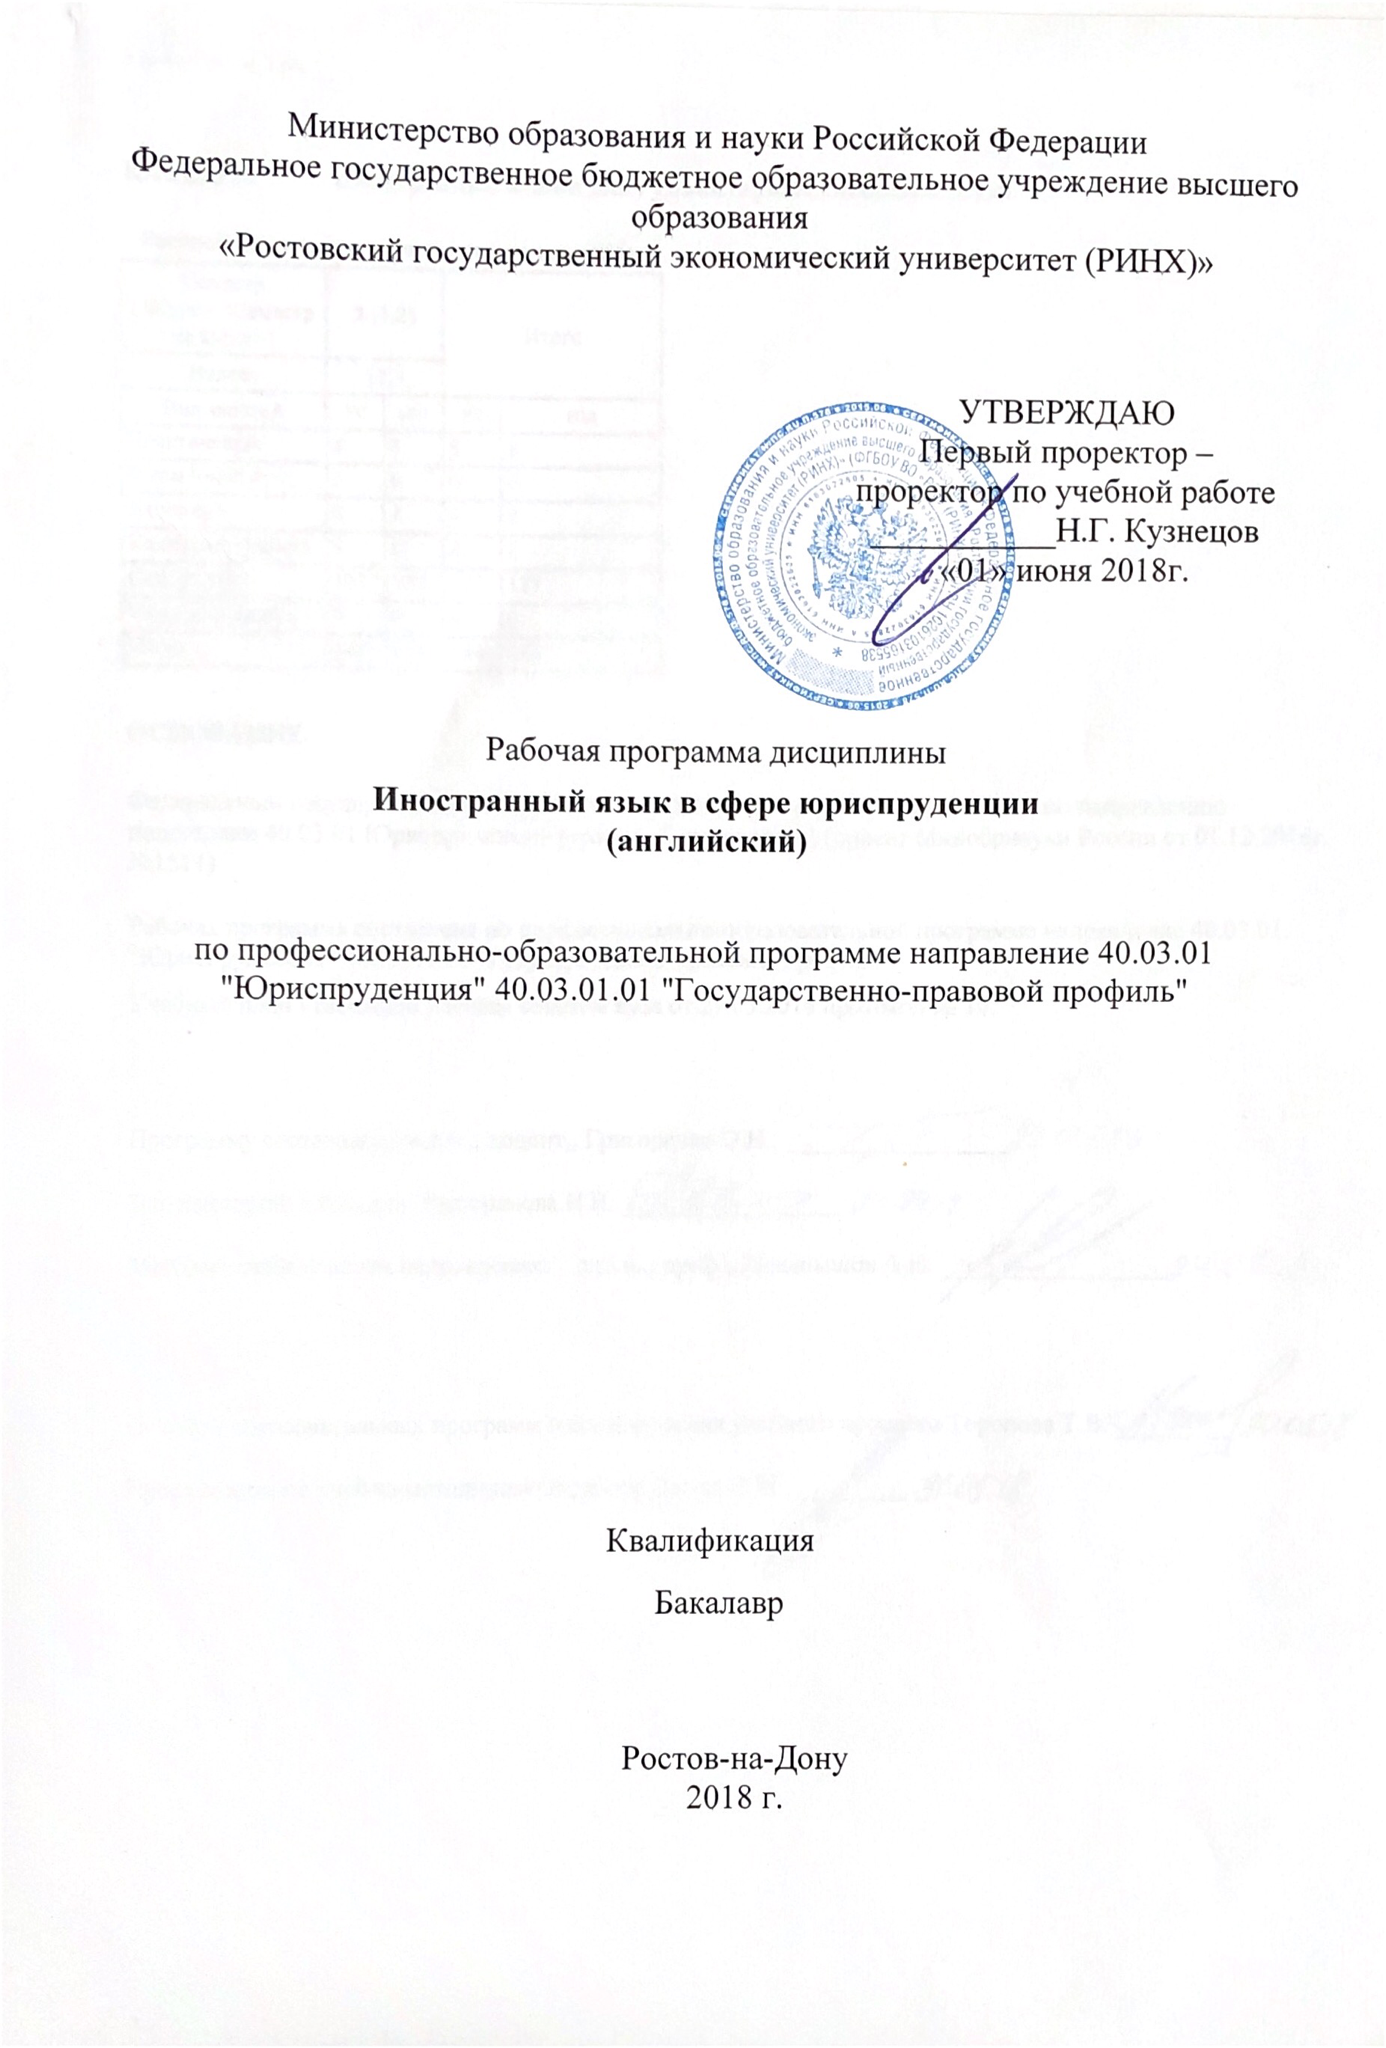 Министерство образования и науки Российской Федерации
Федеральное государственное бюджетное образовательное учреждение высшего
образования
«Ростовский государственный экономический университет (РИНХ)»
УТВЕРЖДАЮ
Первый проректор –
проректор по учебной работе
Н.Г. Кузнецов
«01» июня 2018г.
Рабочая программа дисциплины
Иностранный язык в сфере юриспруденции
(английский)
по профессионально-образовательной программе направление 40.03.01
"Юриспруденция" 40.03.01.01 "Государственно-правовой профиль"
Квалификация
Бакалавр
Ростов-на-Дону
2018 г.